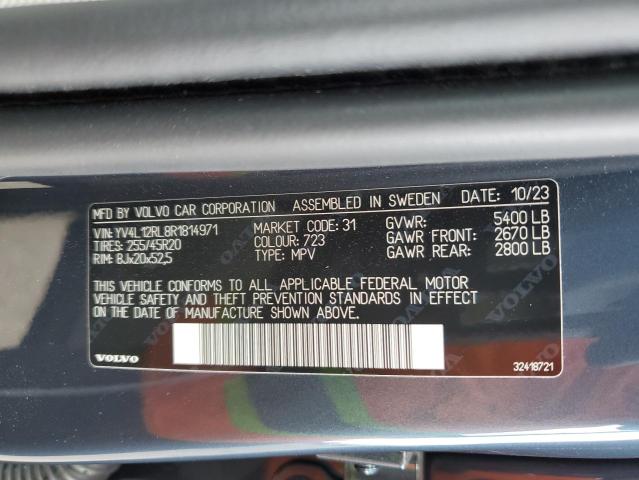 MFD BY VOLVO CAR CORPORATION ASSEMBLED IN SWEDEN DATE: 10/23
VIN: YV4L12RL8R1814971 MARKET CODE: 31 GVWR: 5400 LB
TIRES: 255/45R20 COLOUR: 723 GAWR FRONT: 2670 LB
RIM: 8Jx20x52,5 TYPE: MPV GAWR REAR: 2800 LB
THIS VEHICLE CONFORMS TO ALL APPLICABLE FEDERAL MOTOR
VEHICLE SAFETY AND THEFT PREVENTION STANDARDS IN EFFECT
ON THE DATE OF MANUFACTURE SHOWN ABOVE.
VOLVO 32418721